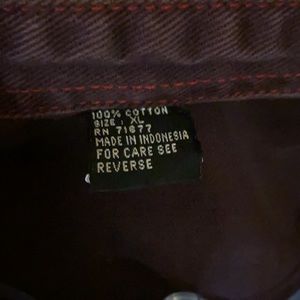 100% COTTON
SIZE : XL
RN 71677
MADE IN INDONESIA
FOR CARE SEE
REVERSE